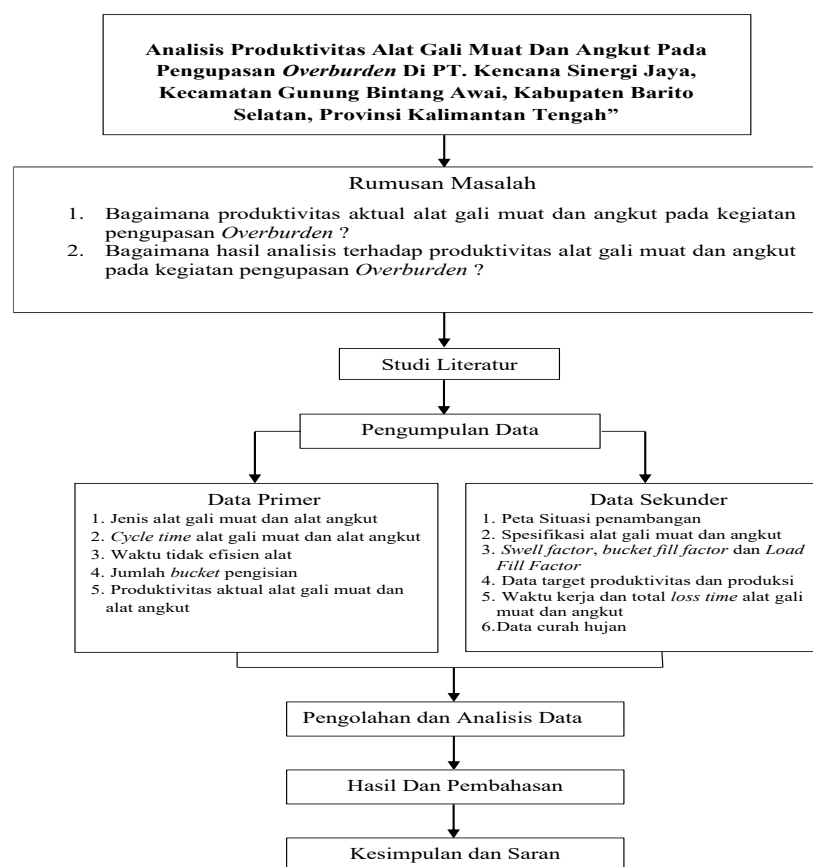 Analisis Produktivitas Alat Gali Muat Dan Angkut Pada
Pengupasan Overburden Di PT. Kencana Sinergi Jaya,
Kecamatan Gunung Bintang Awai, Kabupaten Barito
Selatan, Provinsi Kalimantan Tengah”
Rumusan Masalah
1. Bagaimana produktivitas aktual alat gali muat dan angkut pada kegiatan
pengupasan Overburden ?
2. Bagaimana hasil analisis terhadap produktivitas alat gali muat dan angkut
pada kegiatan pengupasan Overburden ?
Studi Literatur
Pengumpulan Data
Data Primer
1. Jenis alat gali muat dan alat angkut
2. Cycle time alat gali muat dan alat angkut
3. Waktu tidak efisien alat
4. Jumlah bucket pengisian
5. Produktivitas aktual alat gali muat dan
alat angkut
Data Sekunder
1. Peta Situasi penambangan
2. Spesifikasi alat gali muat dan angkut
3. Swell factor, bucket fill factor dan Load
Fill Factor
4. Data target produktivitas dan produksi
5. Waktu kerja dan total loss time alat gali
muat dan angkut
6.Data curah hujan
Pengolahan dan Analisis Data
Hasil Dan Pembahasan
Kesimpulan dan Saran